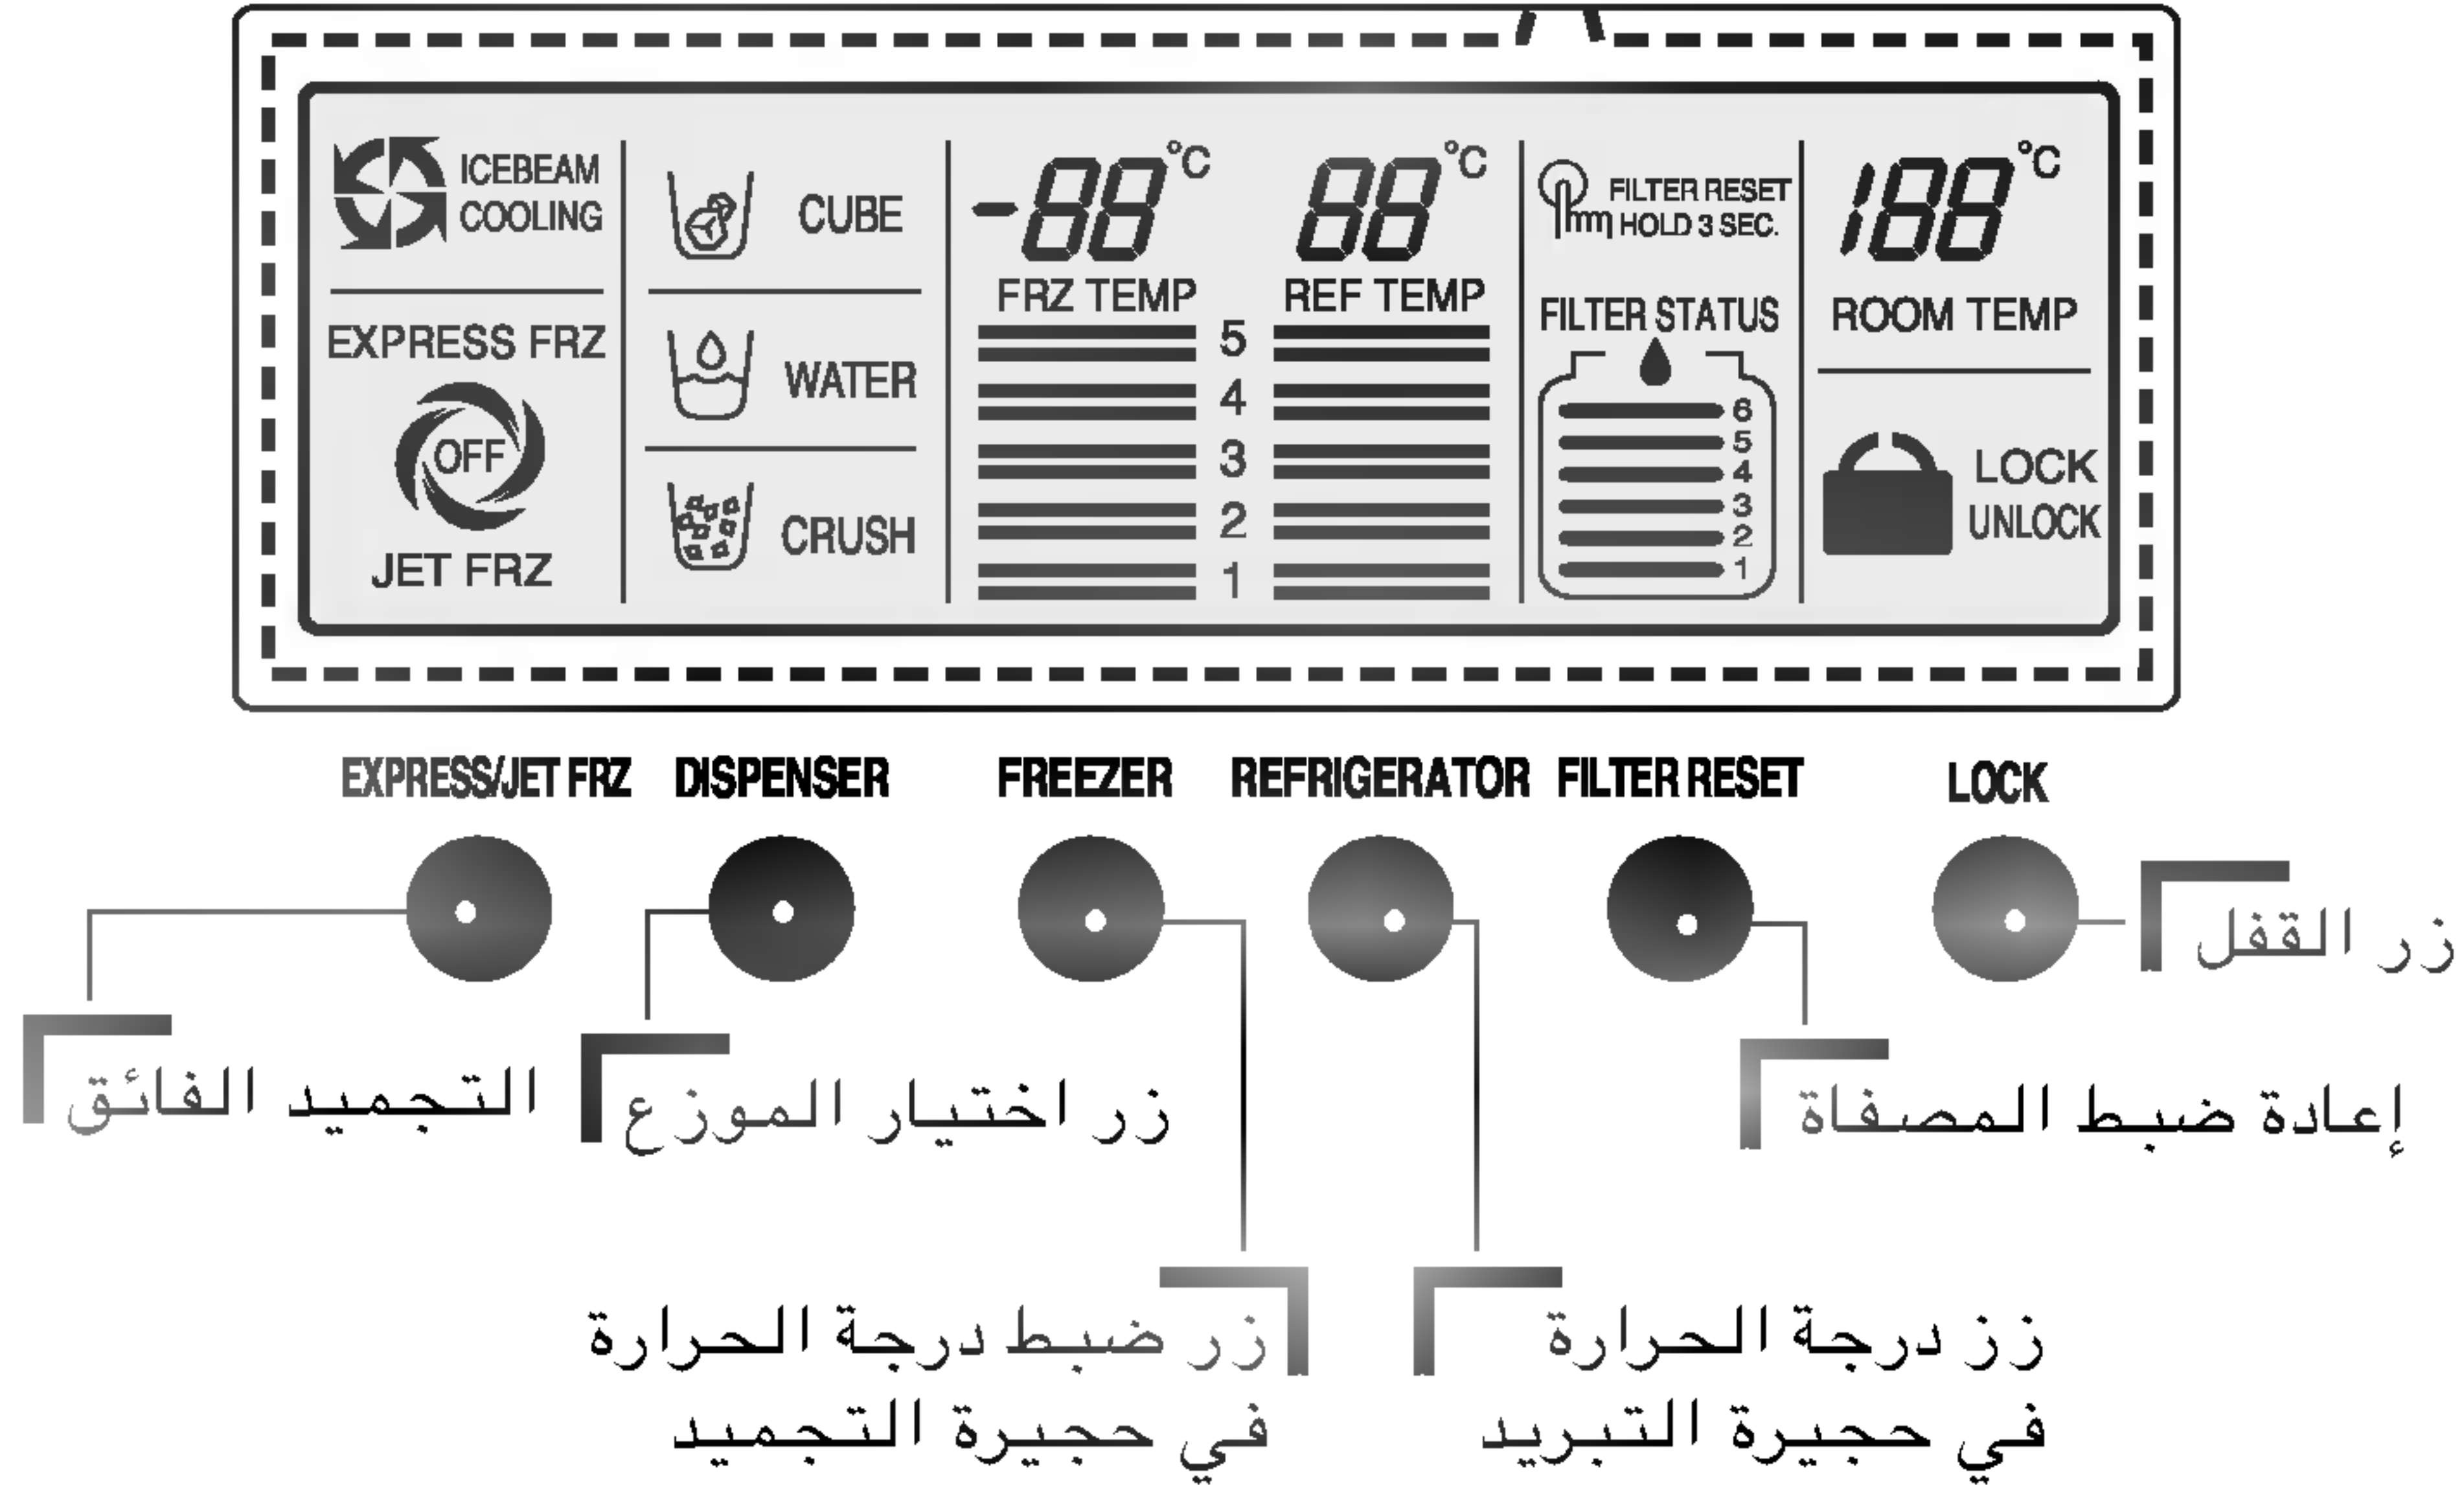 ICEBEAM
COOLING
EXPRESS FRZ
OFF
JET FRZ
CUBE
WATER
CRUSH
-88 °C
FRZ TEMP
88 °C
REF TEMP
5
4
3
2
1
FILTER RESET
HOLD 3 SEC.
FILTER STATUS
6
5
4
3
2
1
188 °C
ROOM TEMP
LOCK
UNLOCK
EXPRESS/JET FRZ
DISPENSER
FREEZER
REFRIGERATOR
FILTER RESET
LOCK
زر القفل
التجميد الفائق
زر اختيار الموزع
إعادة ضبط المصفاة
زر ضبط درجة الحرارة
في حجيرة التجميد
زز درجة الحرارة
في حجيرة التبريد